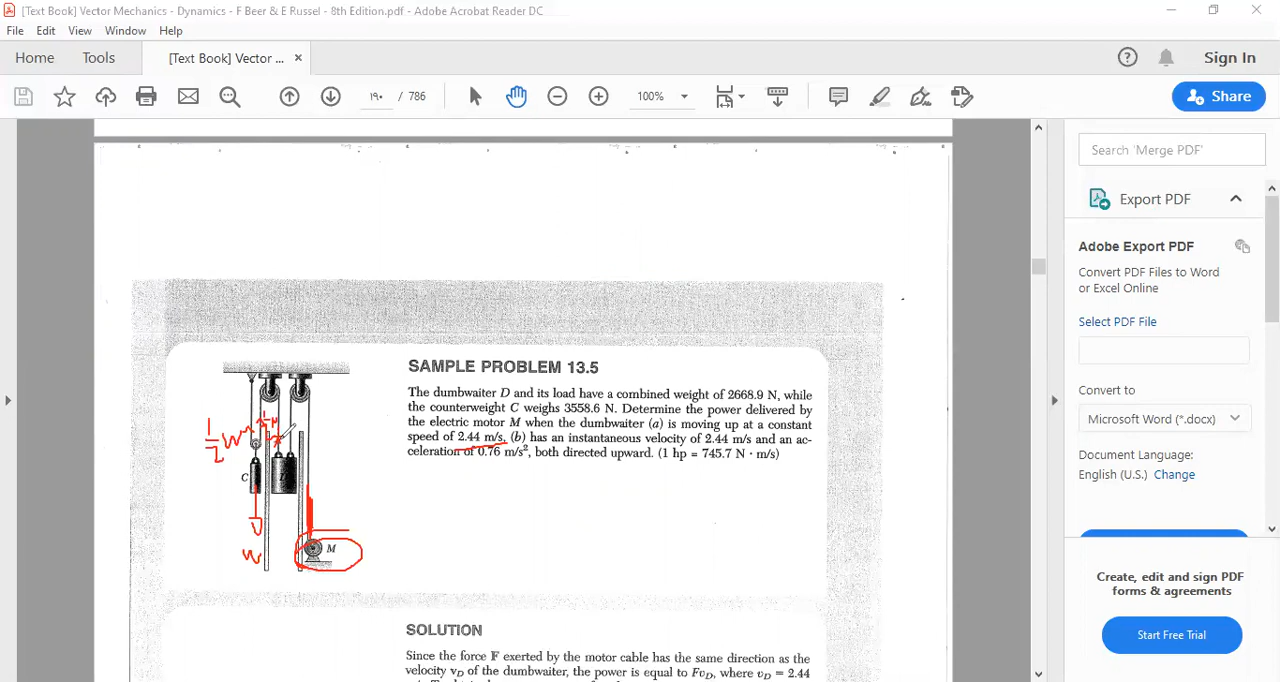 [Text Book] Vector Mechanics - Dynamics - F Beer & E Russel - 8th Edition.pdf - Adobe Acrobat Reader DC
File Edit View Window Help
Home Tools [Text Book] Vector ... × Sign In
١٩٠ / 786 100% Share
Search 'Merge PDF'
Export PDF
Adobe Export PDF
Convert PDF Files to Word
or Excel Online
Select PDF File
Convert to
Microsoft Word (*.docx)
Document Language:
English (U.S.) Change
Create, edit and sign PDF
forms & agreements
Start Free Trial
SAMPLE PROBLEM 13.5
The dumbwaiter D and its load have a combined weight of 2668.9 N, while
the counterweight C weighs 3558.6 N. Determine the power delivered by
the electric motor M when the dumbwaiter (a) is moving up at a constant
speed of 2.44 m/s, (b) has an instantaneous velocity of 2.44 m/s and an ac-
celeration of 0.76 m/s², both directed upward. (1 hp = 745.7 N · m/s)
1/2 W
C
W
M
SOLUTION
Since the force F exerted by the motor cable has the same direction as the
velocity vD of the dumbwaiter, the power is equal to FvD, where vD = 2.44